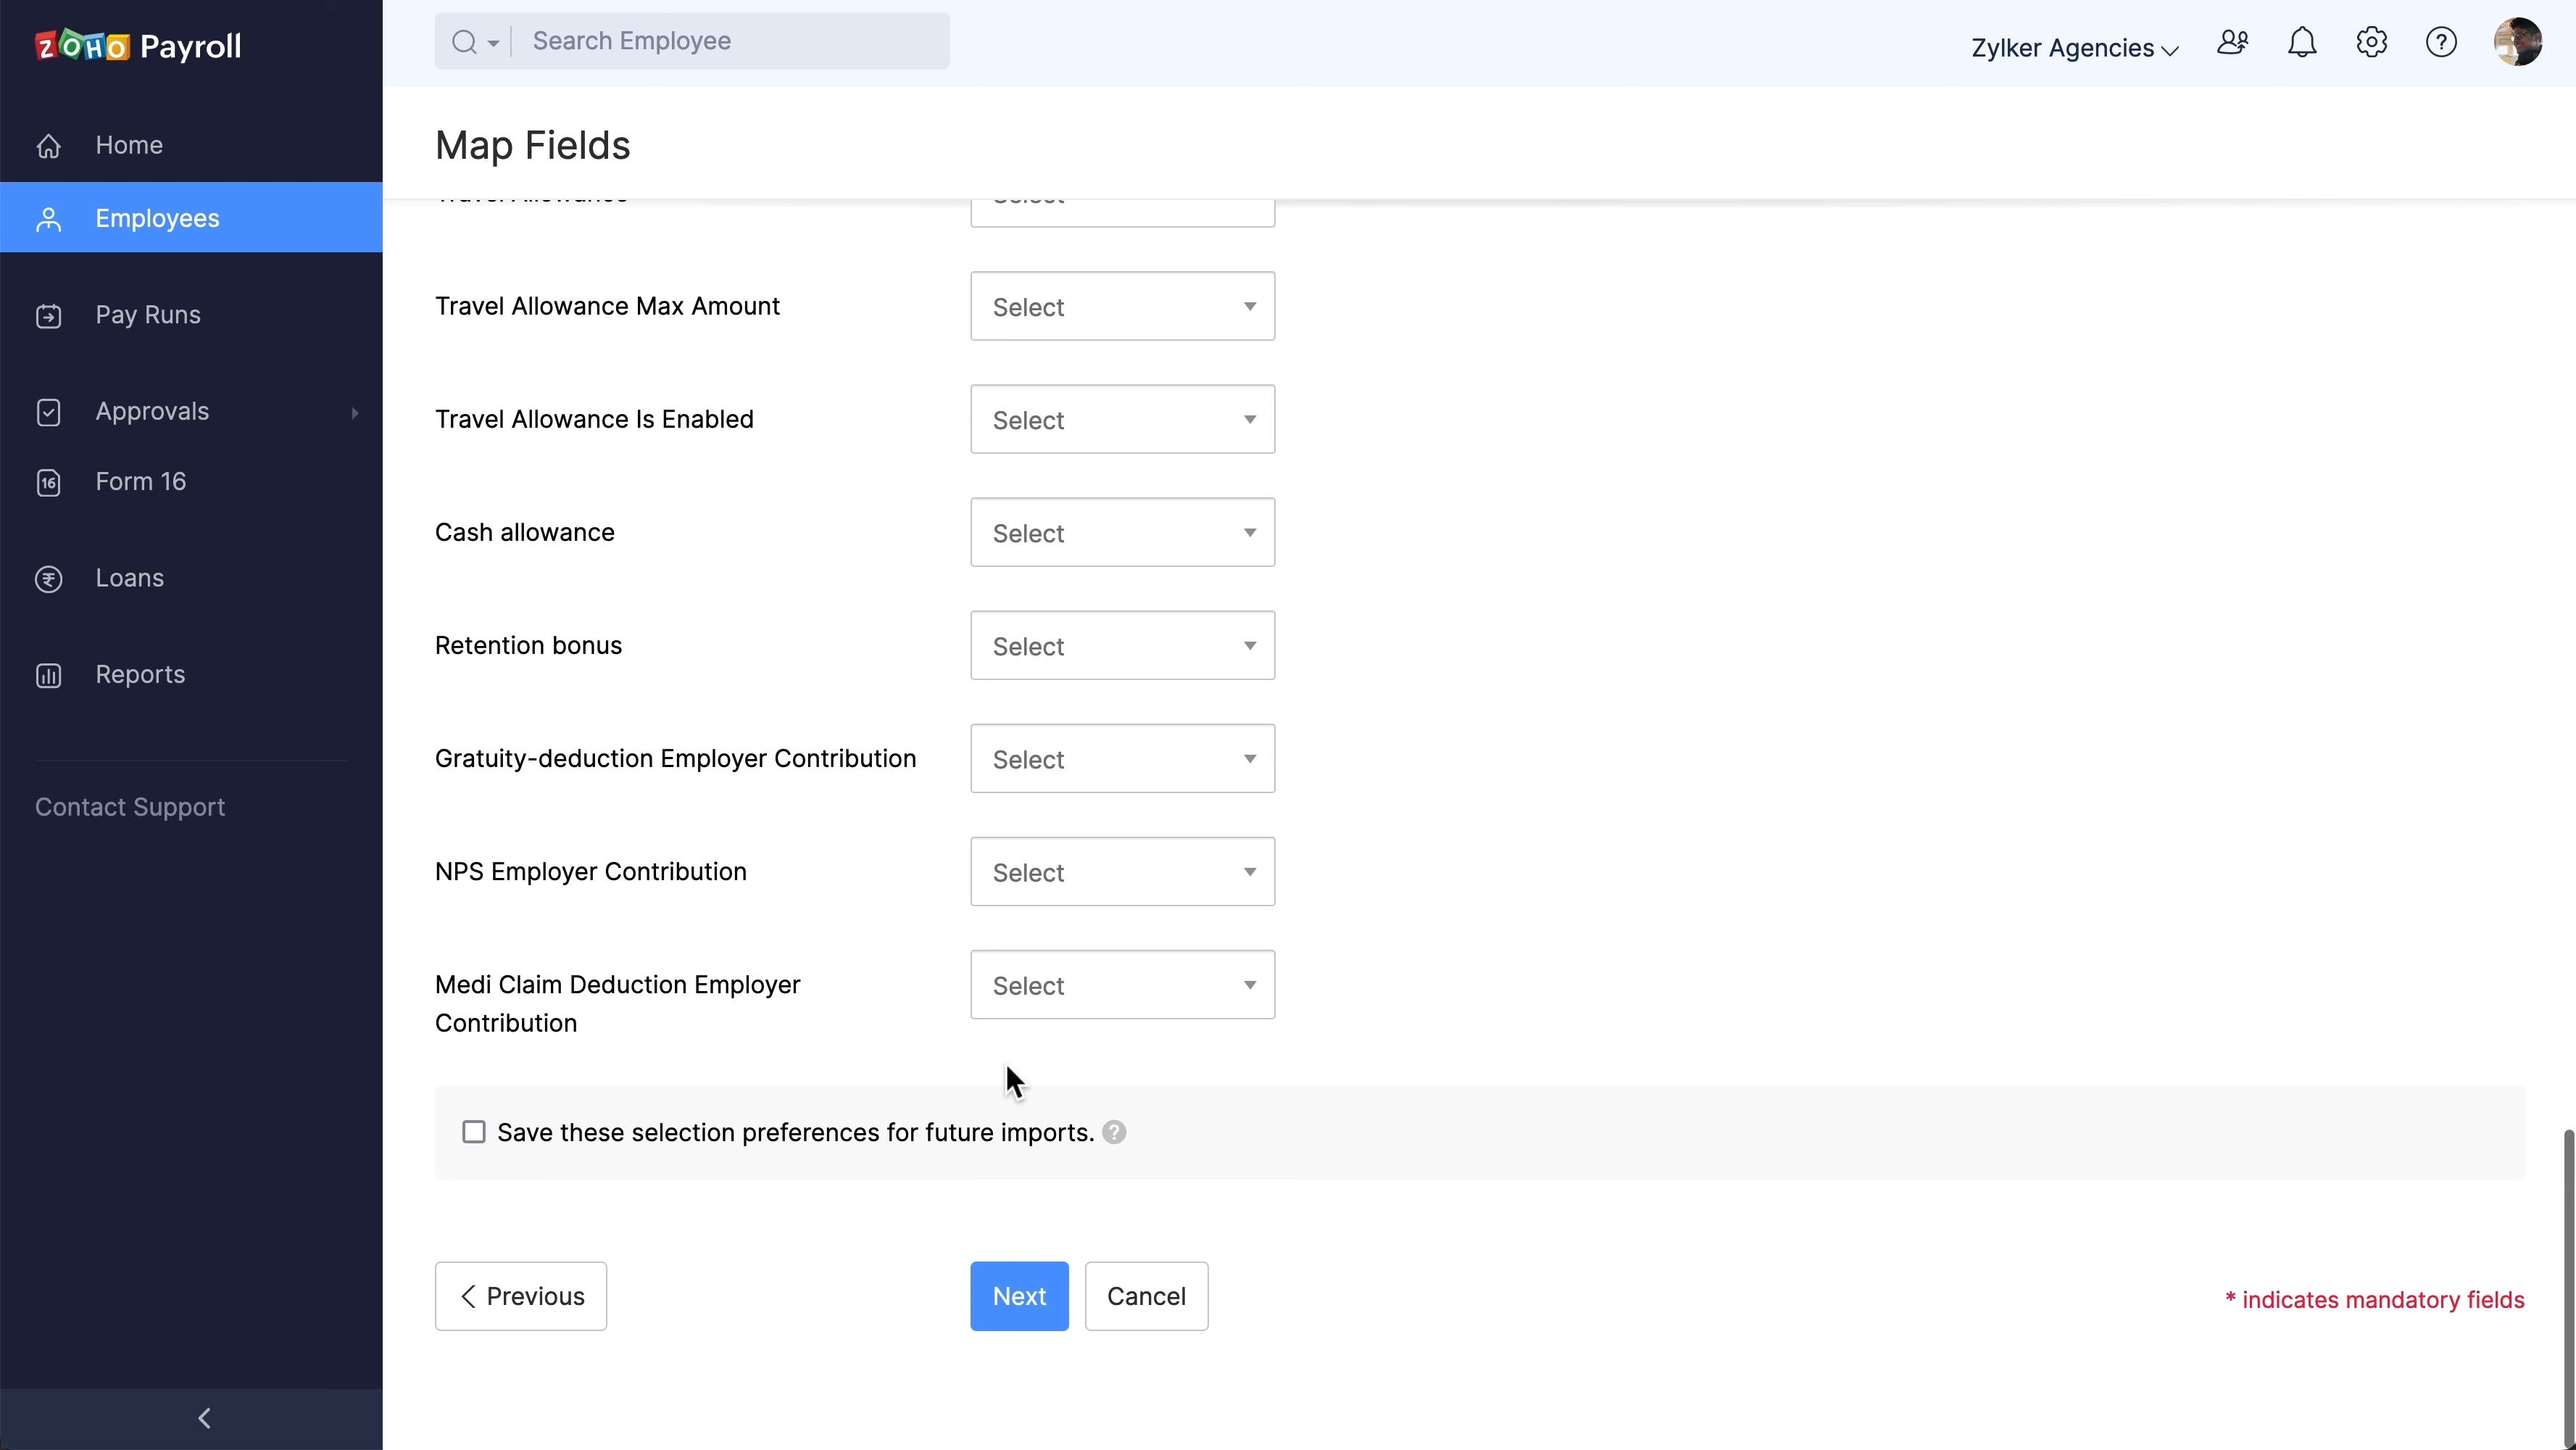 ZOHO Payroll
Search Employee
Zylker Agencies
Home
Employees
Pay Runs
Approvals
Form 16
16
Loans
Reports
Contact Support
Map Fields
Travel Allowance Max Amount
Select
Travel Allowance Is Enabled
Select
Cash allowance
Select
Retention bonus
Select
Gratuity-deduction Employer Contribution
Select
NPS Employer Contribution
Select
Medi Claim Deduction Employer
Contribution
Select
Save these selection preferences for future imports. ?
Previous
Next
Cancel
* indicates mandatory fields